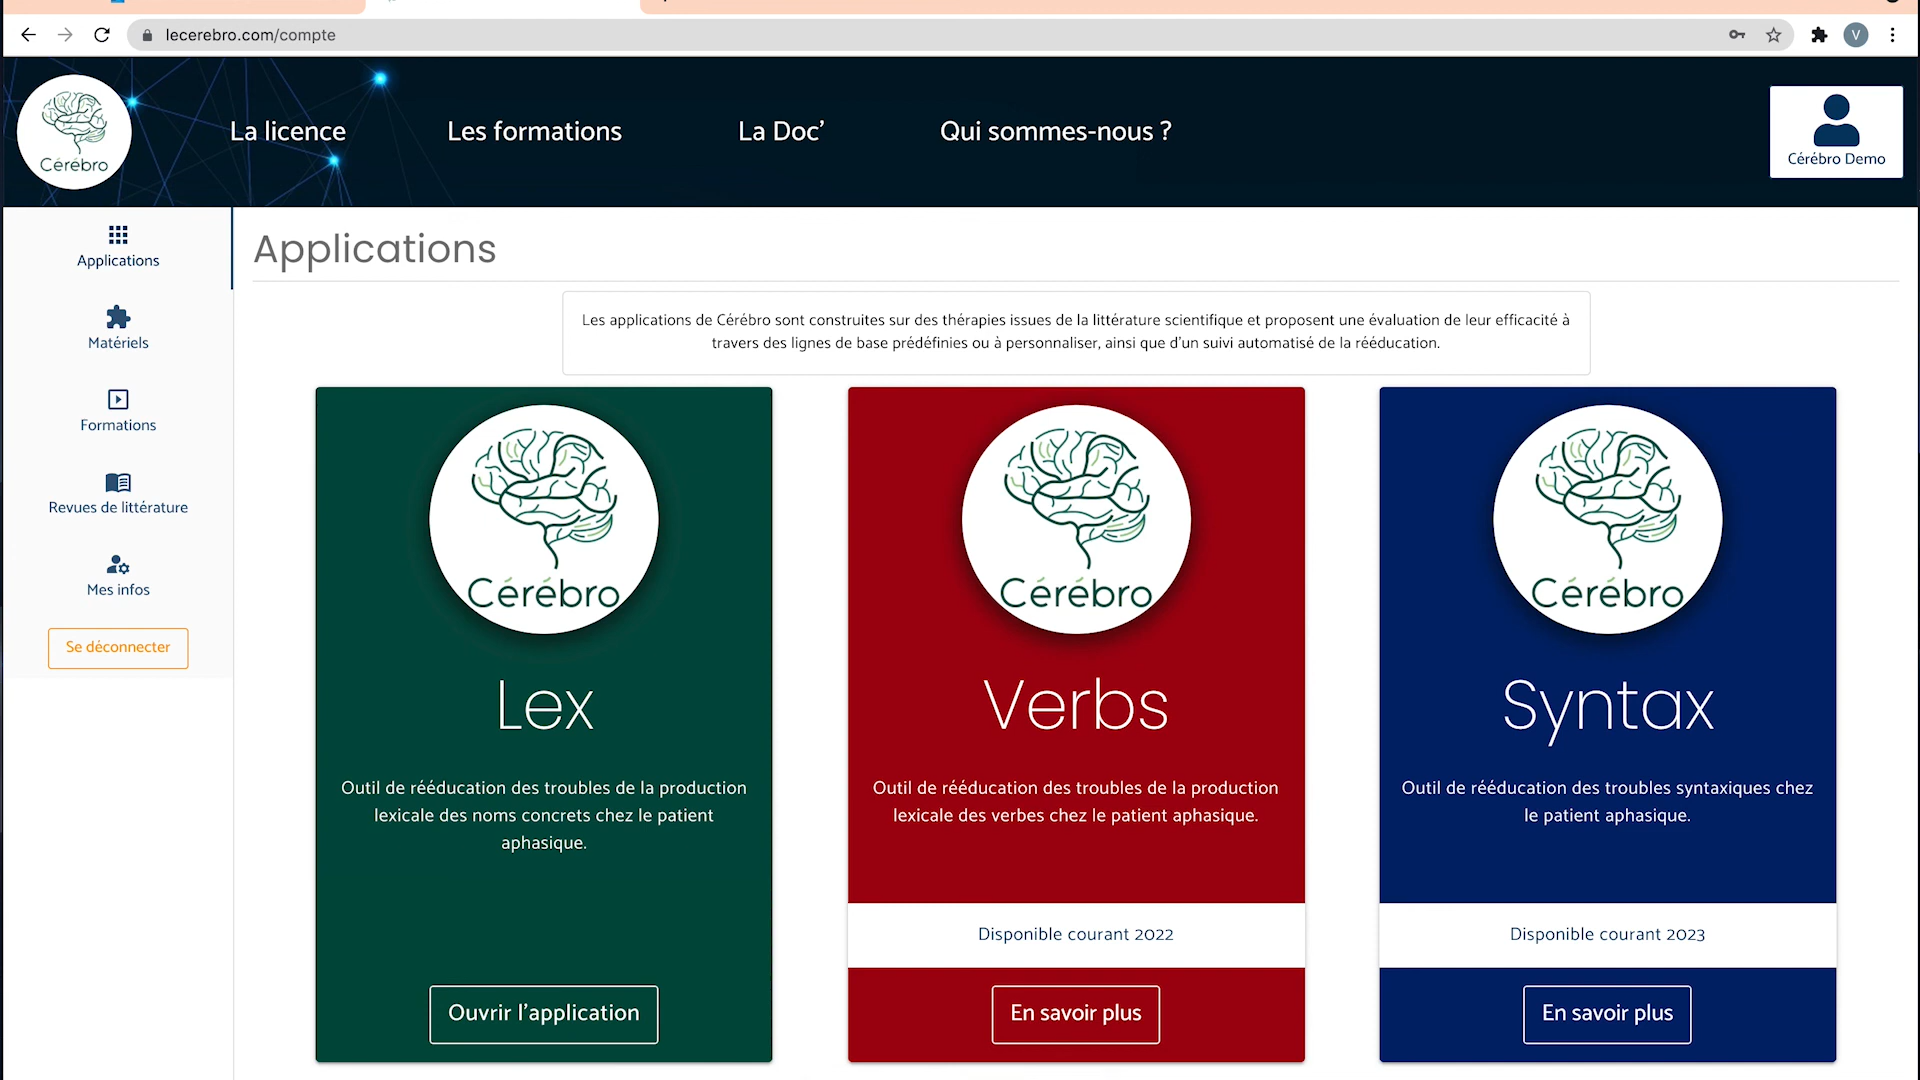 lecerebro.com/compte
V
Cérébro
La licence
Les formations
La Doc’
Qui sommes-nous ?
Cérébro Demo
Applications
Matériels
Formations
Revues de littérature
Mes infos
Se déconnecter
Applications
Les applications de Cérébro sont construites sur des thérapies issues de la littérature scientifique et proposent une évaluation de leur efficacité à
travers des lignes de base prédéfinies ou à personnaliser, ainsi que d’un suivi automatisé de la rééducation.
Cérébro
Lex
Outil de rééducation des troubles de la production
lexicale des noms concrets chez le patient
aphasique.
Ouvrir l’application
Cérébro
Verbs
Outil de rééducation des troubles de la production
lexicale des verbes chez le patient aphasique.
Disponible courant 2022
En savoir plus
Cérébro
Syntax
Outil de rééducation des troubles syntaxiques chez
le patient aphasique.
Disponible courant 2023
En savoir plus